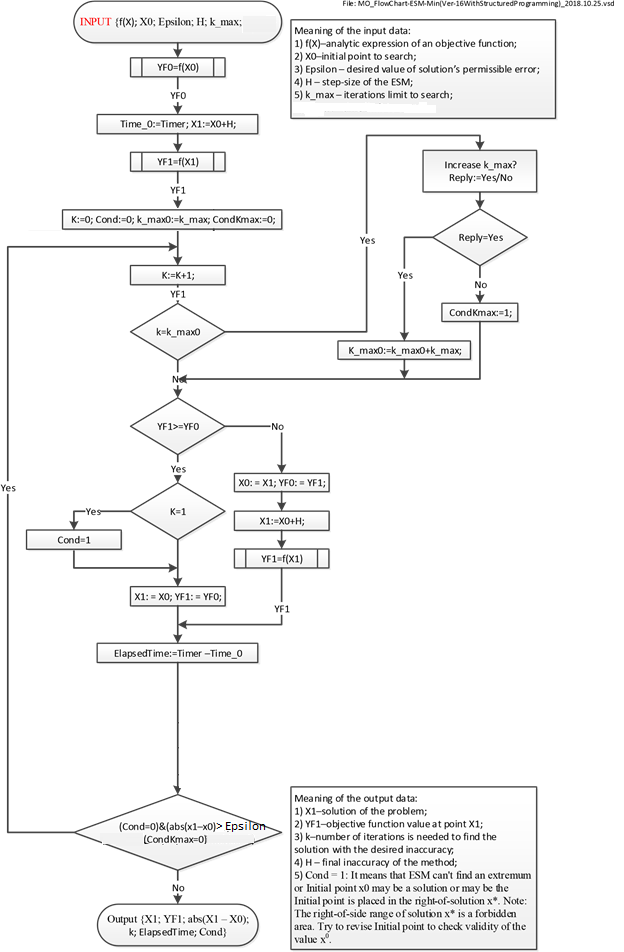 File: MO_FlowChart-ESM-Min(Ver-16WithStructuredProgramming)_2018.10.25.vsd
INPUT {f(X); X0; Epsilon; H; k_max;
Meaning of the input data:
1) f(X)–analytic expression of an objective function;
2) X0–initial point to search;
3) Epsilon – desired value of solution's permissible error;
4) H – step-size of the ESM;
5) k_max – iterations limit to search;
YF0=f(X0)
YF0
Time_0:=Timer; X1:=X0+H;
YF1=f(X1)
YF1
K:=0; Cond:=0; k_max0:=k_max; CondKmax:=0;
K:=K+1;
YF1
k=k_max0
Yes
Increase k_max?
Reply:=Yes/No
Reply=Yes
Yes
No
CondKmax:=1;
K_max0:=k_max0+k_max;
No
YF1>=YF0
No
Yes
X0: = X1; YF0: = YF1;
X1:=X0+H;
YF1=f(X1)
YF1
K=1
Yes
Cond=1
X1: = X0; YF1: = YF0;
ElapsedTime:=Timer –Time_0
Yes
(Cond=0)&(abs(x1–x0)> Epsilon
(CondKmax=0)
No
Output {X1; YF1; abs(X1 – X0);
k; ElapsedTime; Cond}
Meaning of the output data:
1) X1–solution of the problem;
2) YF1–objective function value at point X1;
3) k–number of iterations is needed to find the
solution with the desired inaccuracy;
4) H – final inaccuracy of the method;
5) Cond = 1: It means that ESM can't find an extremum
or Initial point x0 may be a solution or may be the
Initial point is placed in the right-of-solution x*. Note:
The right-of-side range of solution x* is a forbidden
area. Try to revise Initial point to check validity of the
value x⁰.